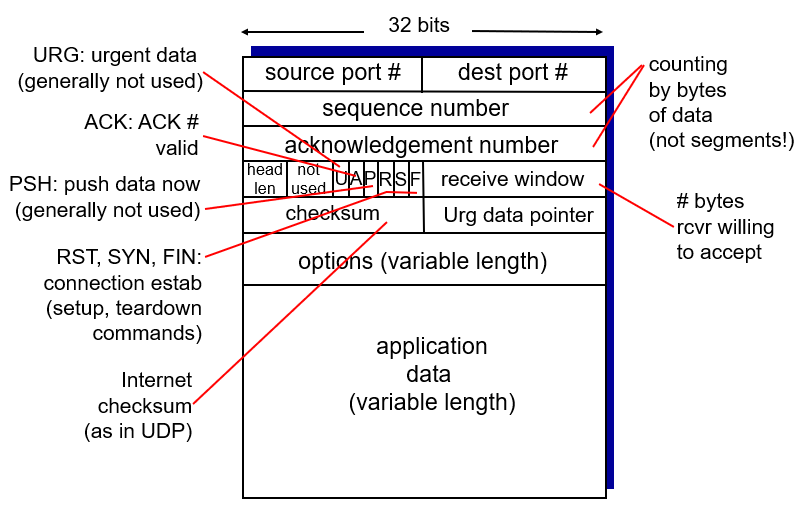 32 bits
URG: urgent data
(generally not used)
ACK: ACK #
valid
PSH: push data now
(generally not used)
RST, SYN, FIN:
connection estab
(setup, teardown
commands)
Internet
checksum
(as in UDP)
source port #
dest port #
sequence number
acknowledgement number
head
len
not
used
U
A
P
R
S
F
receive window
checksum
Urg data pointer
options (variable length)
application
data
(variable length)
counting
by bytes
of data
(not segments!)
# bytes
rcvr willing
to accept